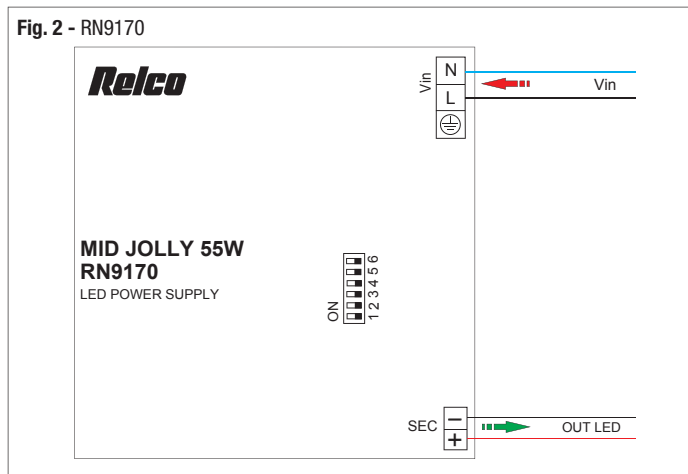 Fig. 2 - RN9170
Relco
Vin
N
L
Vin
MID JOLLY 55W
RN9170
LED POWER SUPPLY
ON
1 2 3 4 5 6
SEC
−
+
OUT LED